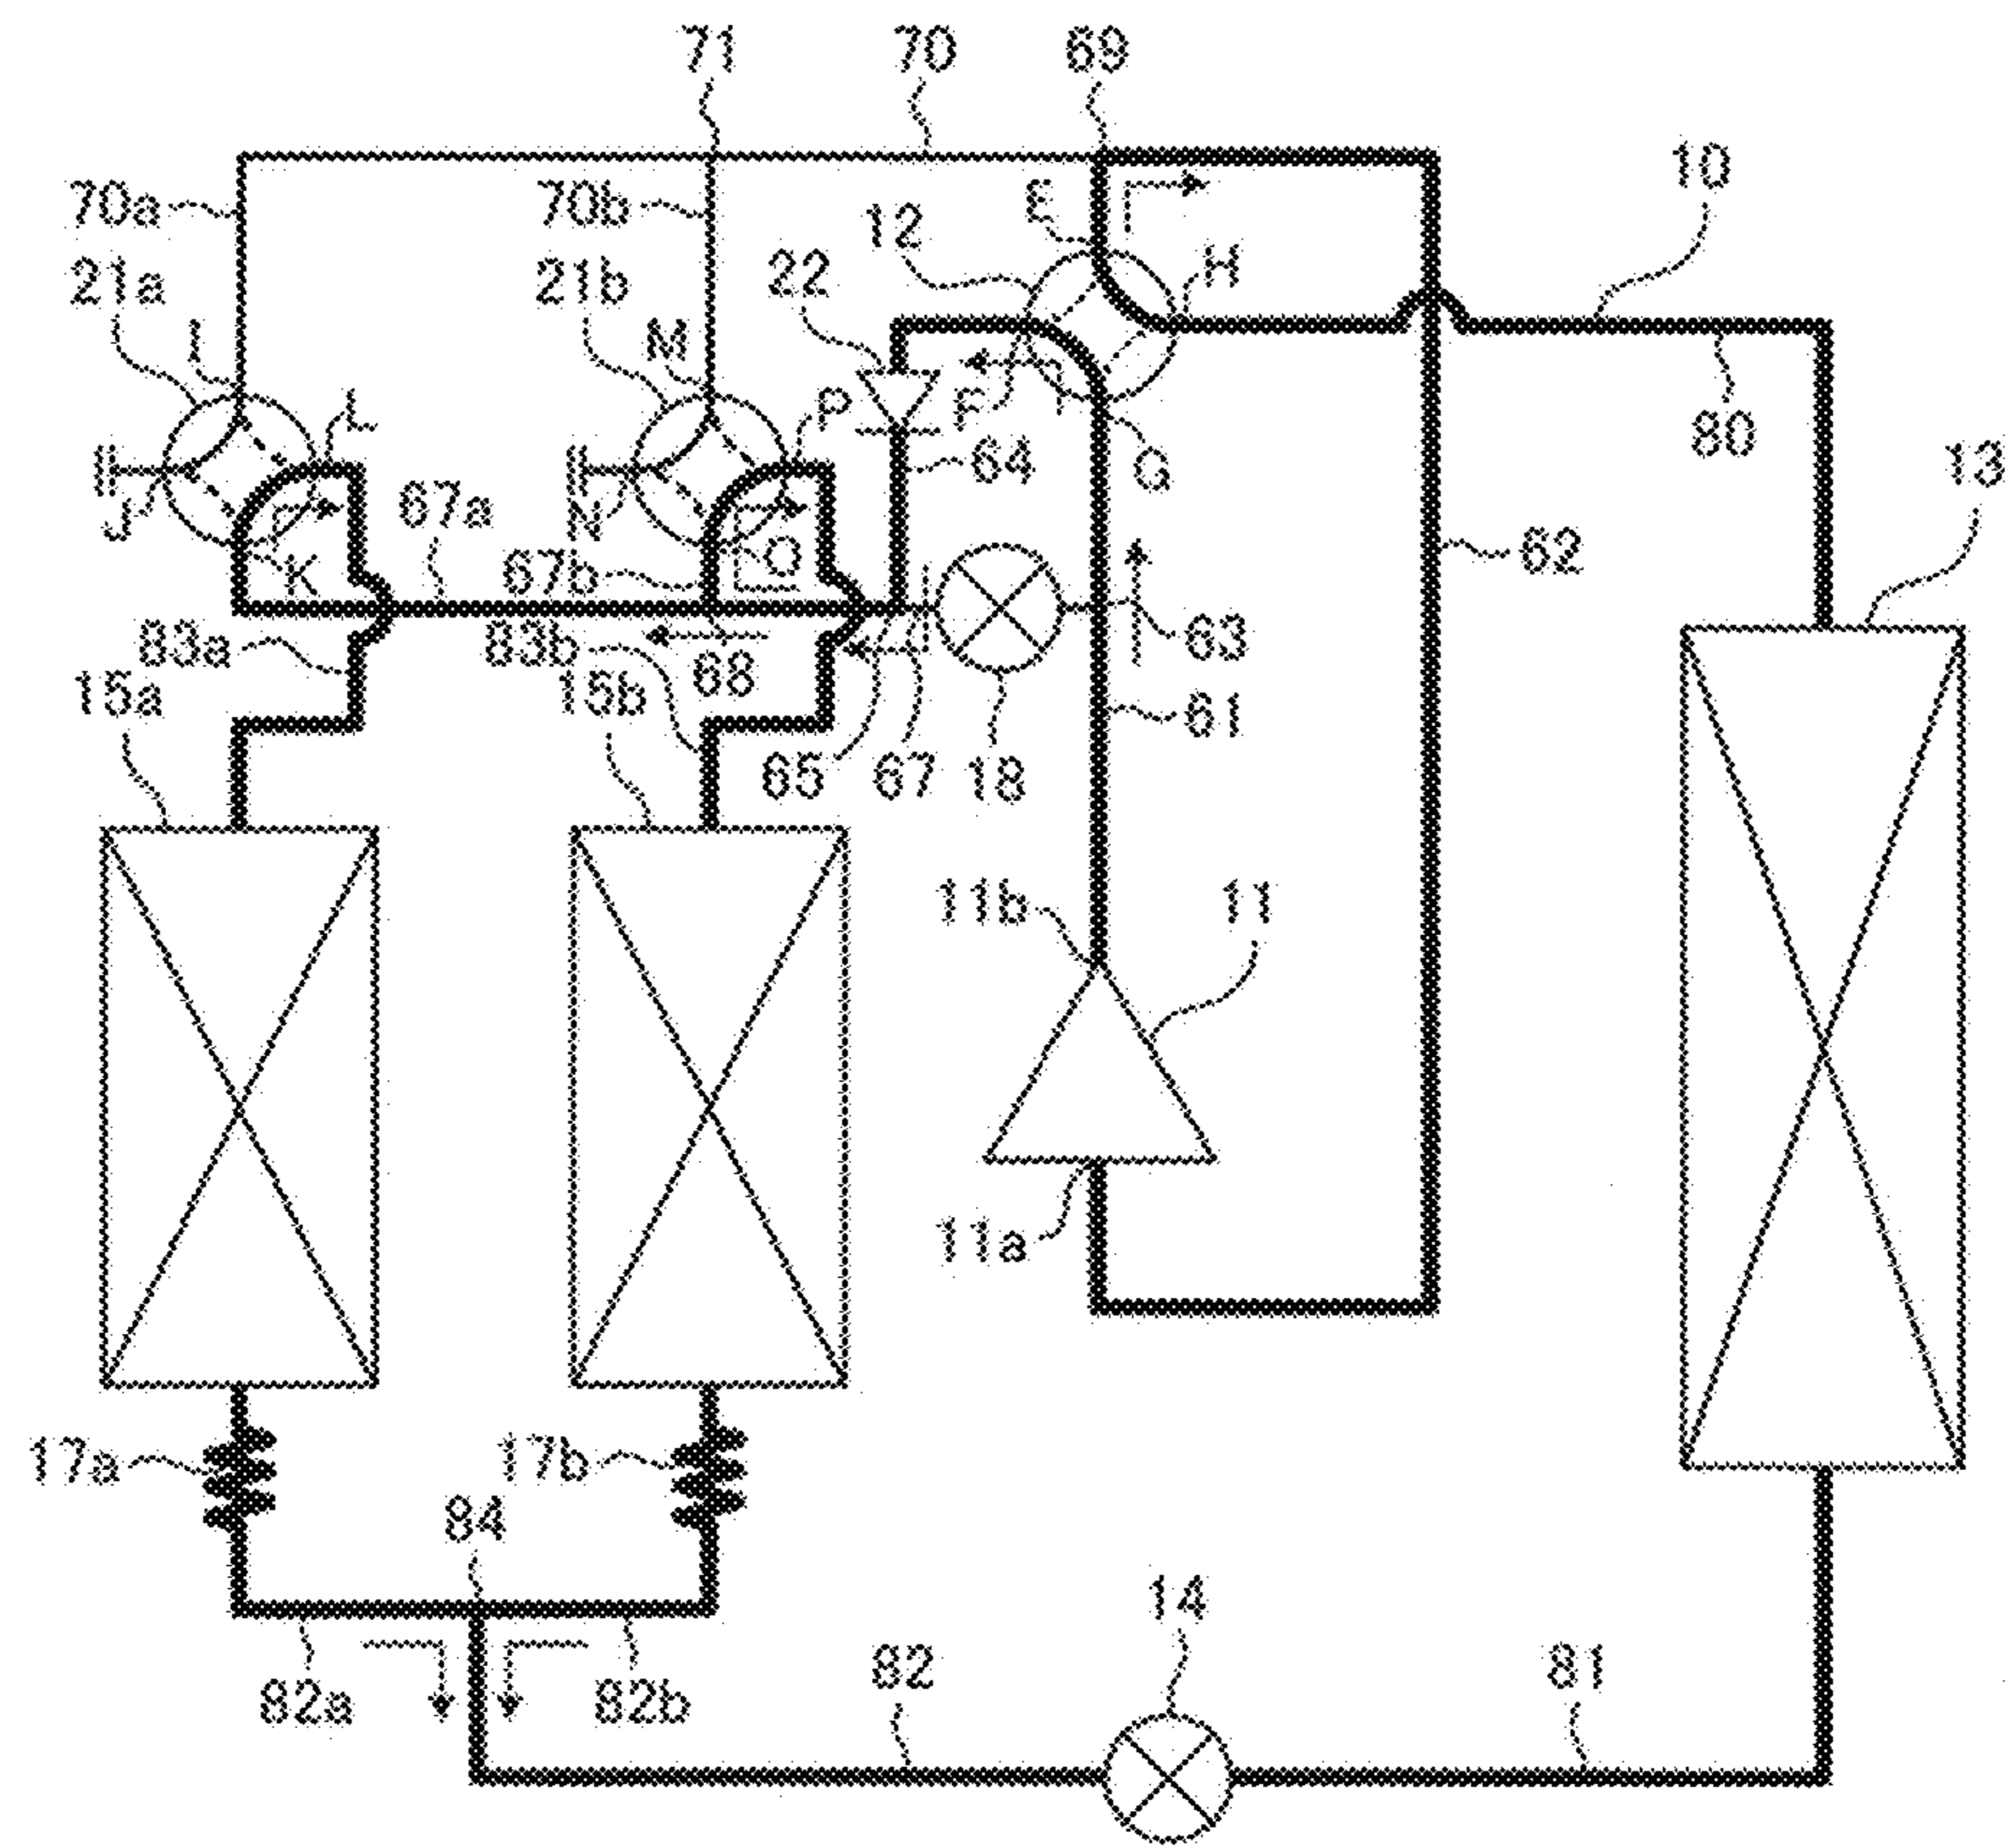 71 70 69
10
70a 70b 12 E
H
21a 21b 22
I M
L P F
64 G
80
13
J N
67a
K 67b O
62
83a 83b 68
63
15a 15b
61
65 67 18
11b 11
11a
17a 17b
84
14
82 81
82a 82b